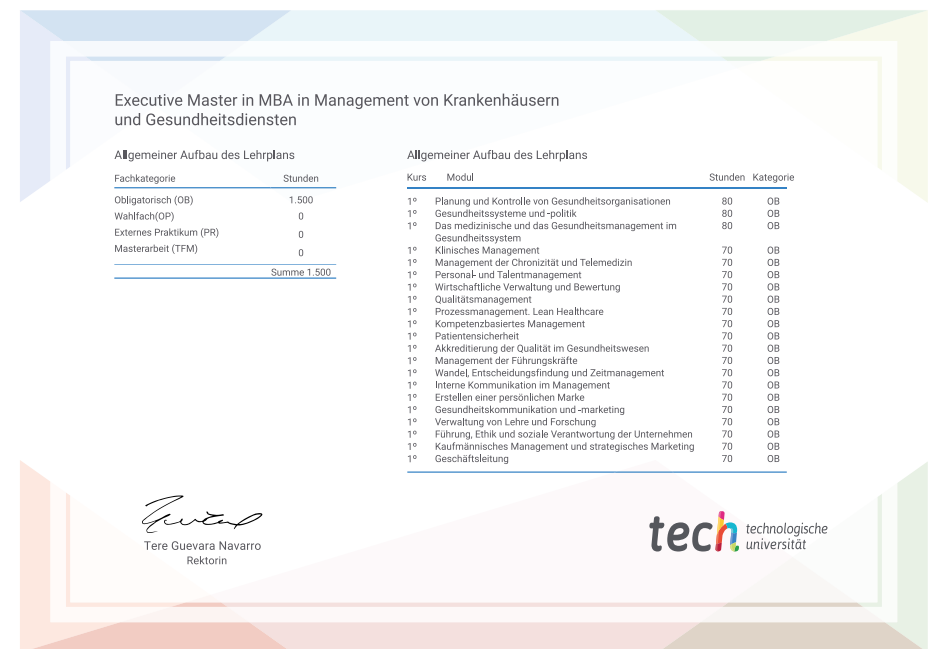 Executive Master in MBA in Management von Krankenhäusern
und Gesundheitsdiensten
Allgemeiner Aufbau des Lehrplans
Fachkategorie Stunden
Obligatorisch (OB) 1.500
Wahlfach(OP) 0
Externes Praktikum (PR) 0
Masterarbeit (TFM) 0
Summe 1.500
Allgemeiner Aufbau des Lehrplans
Kurs Modul Stunden Kategorie
1º Planung und Kontrolle von Gesundheitsorganisationen 80 OB
1º Gesundheitssysteme und -politik 80 OB
1º Das medizinische und das Gesundheitsmanagement im 80 OB
Gesundheitssystem
1º Klinisches Management 70 OB
1º Management der Chronizität und Telemedizin 70 OB
1º Personal- und Talentmanagement 70 OB
1º Wirtschaftliche Verwaltung und Bewertung 70 OB
1º Qualitätsmanagement 70 OB
1º Prozessmanagement. Lean Healthcare 70 OB
1º Kompetenzbasiertes Management 70 OB
1º Patientensicherheit 70 OB
1º Akkreditierung der Qualität im Gesundheitswesen 70 OB
1º Management der Führungskräfte 70 OB
1º Wandel, Entscheidungsfindung und Zeitmanagement 70 OB
1º Interne Kommunikation im Management 70 OB
1º Erstellen einer persönlichen Marke 70 OB
1º Gesundheitskommunikation und -marketing 70 OB
1º Verwaltung von Lehre und Forschung 70 OB
1º Führung, Ethik und soziale Verantwortung der Unternehmen 70 OB
1º Kaufmännisches Management und strategisches Marketing 70 OB
1º Geschäftsleitung 70 OB
Tere Guevara Navarro
Rektorin
tech technologische
universität